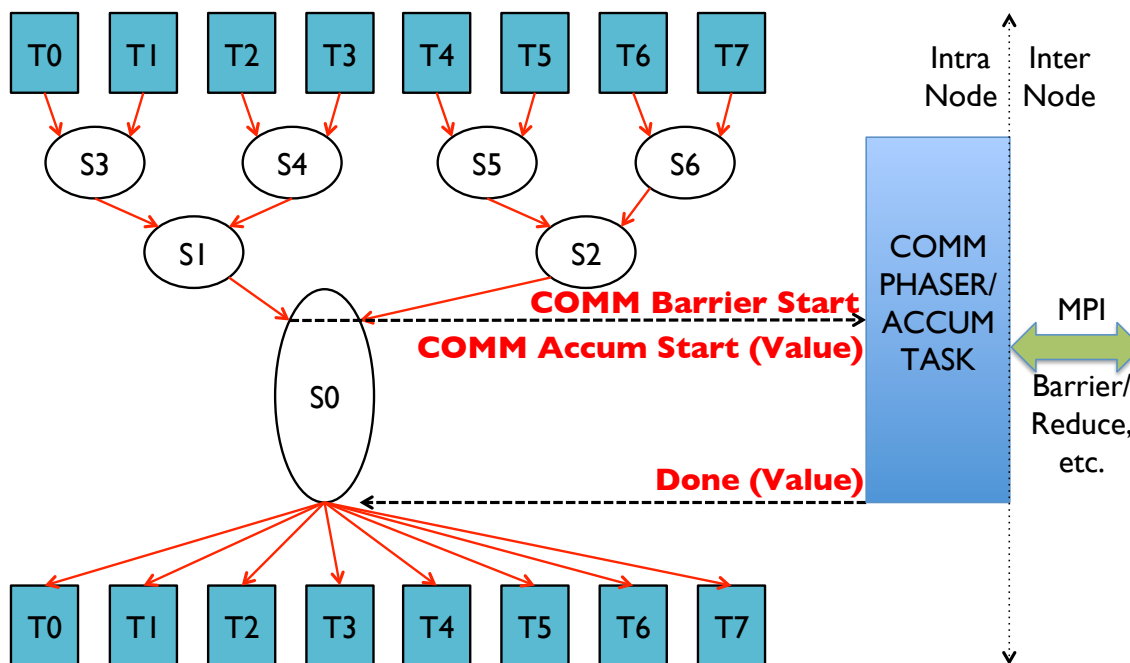 T0 T1 T2 T3 T4 T5 T6 T7
Intra Node
Inter Node
S3 S4 S5 S6
S1 S2
COMM
PHASER/
ACCUM
TASK
COMM Barrier Start
COMM Accum Start (Value)
S0
MPI
Barrier/
Reduce,
etc.
Done (Value)
T0 T1 T2 T3 T4 T5 T6 T7